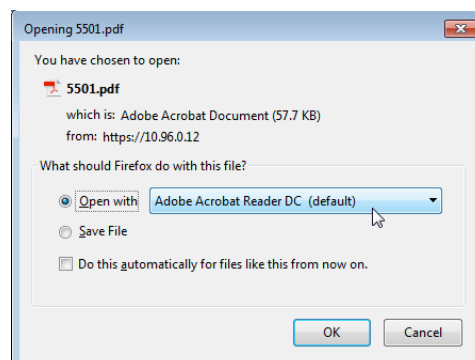 Opening 5501.pdf
You have chosen to open:
5501.pdf
which is: Adobe Acrobat Document (57.7 KB)
from: https://10.96.0.12
What should Firefox do with this file?
Open with Adobe Acrobat Reader DC (default)
Save File
Do this automatically for files like this from now on.
OK Cancel